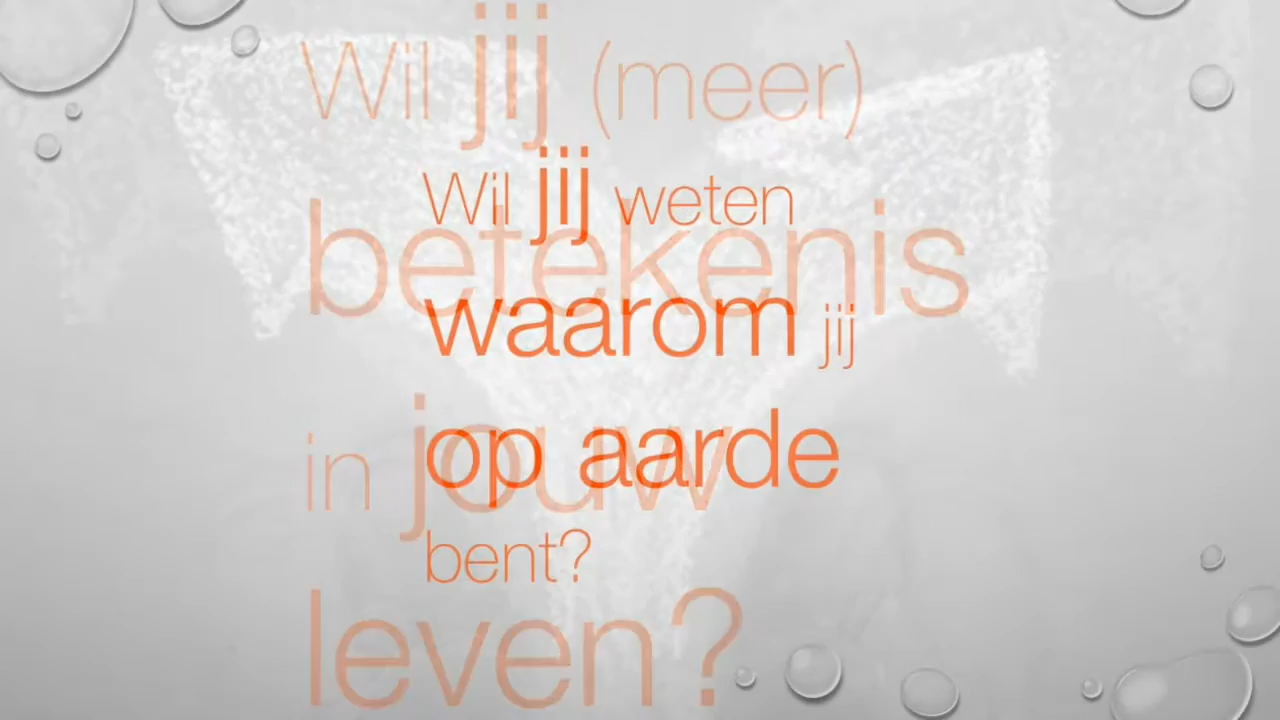 Wil jij (meer)
betekenis
in jouw
leven?
Wil jij weten
waarom jij
op aarde
bent?